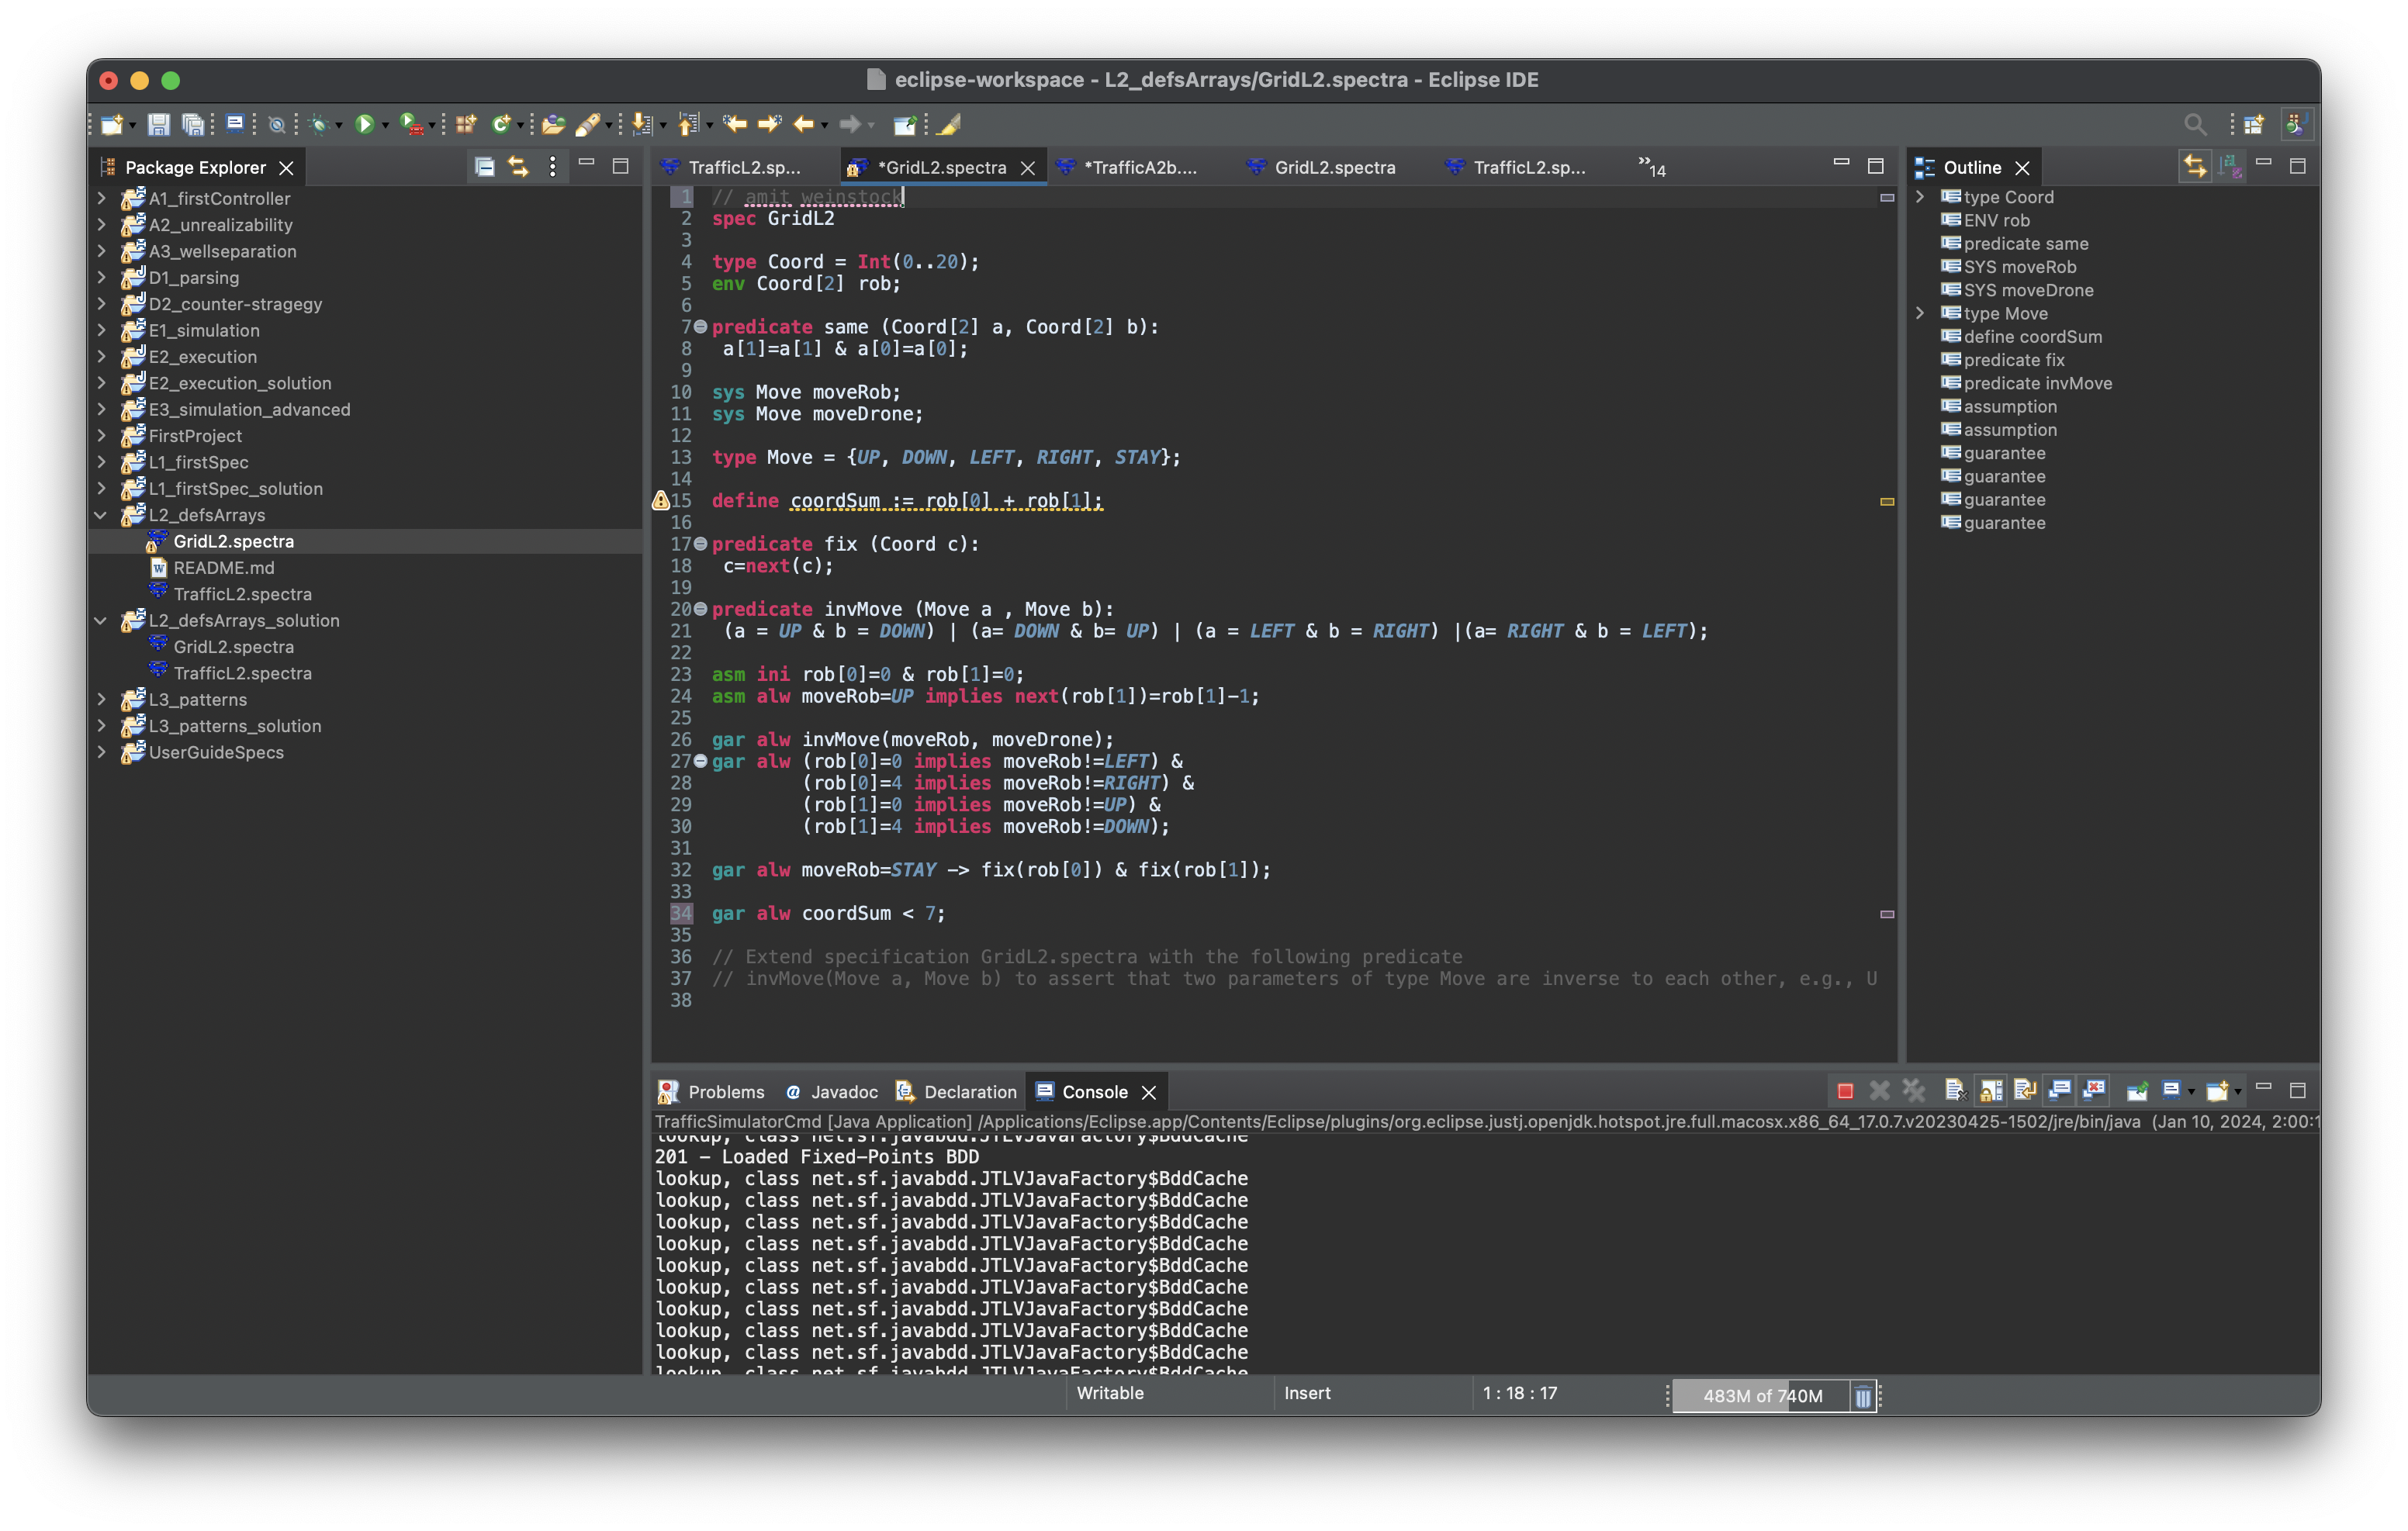 eclipse-workspace - L2_defsArrays/GridL2.spectra - Eclipse IDE
Package Explorer
A1_firstController
A2_unrealizability
A3_wellseparation
D1_parsing
D2_counter-stragegy
E1_simulation
E2_execution
E2_execution_solution
E3_simulation_advanced
FirstProject
L1_firstSpec
L1_firstSpec_solution
L2_defsArrays
GridL2.spectra
README.md
TrafficL2.spectra
L2_defsArrays_solution
GridL2.spectra
TrafficL2.spectra
L3_patterns
L3_patterns_solution
UserGuideSpecs
TrafficL2.sp... *GridL2.spectra *TrafficA2b.... GridL2.spectra TrafficL2.sp... »14
1 // amit weinstock
2 spec GridL2
3
4 type Coord = Int(0..20);
5 env Coord[2] rob;
6
7 predicate same (Coord[2] a, Coord[2] b):
8 a[1]=a[1] & a[0]=a[0];
9
10 sys Move moveRob;
11 sys Move moveDrone;
12
13 type Move = {UP, DOWN, LEFT, RIGHT, STAY};
14
15 define coordSum := rob[0] + rob[1];
16
17 predicate fix (Coord c):
18 c=next(c);
19
20 predicate invMove (Move a , Move b):
21 (a = UP & b = DOWN) | (a= DOWN & b= UP) | (a = LEFT & b = RIGHT) |(a= RIGHT & b = LEFT);
22
23 asm ini rob[0]=0 & rob[1]=0;
24 asm alw moveRob=UP implies next(rob[1])=rob[1]-1;
25
26 gar alw invMove(moveRob, moveDrone);
27 gar alw (rob[0]=0 implies moveRob!=LEFT) &
28 (rob[0]=4 implies moveRob!=RIGHT) &
29 (rob[1]=0 implies moveRob!=UP) &
30 (rob[1]=4 implies moveRob!=DOWN);
31
32 gar alw moveRob=STAY -> fix(rob[0]) & fix(rob[1]);
33
34 gar alw coordSum < 7;
35
36 // Extend specification GridL2.spectra with the following predicate
37 // invMove(Move a, Move b) to assert that two parameters of type Move are inverse to each other, e.g., U
38
Outline
type Coord
ENV rob
predicate same
SYS moveRob
SYS moveDrone
type Move
define coordSum
predicate fix
predicate invMove
assumption
assumption
guarantee
guarantee
guarantee
guarantee
Problems @ Javadoc Declaration Console
TrafficSimulatorCmd [Java Application] /Applications/Eclipse.app/Contents/Eclipse/plugins/org.eclipse.justj.openjdk.hotspot.jre.full.macosx.x86_64_17.0.7.v20230425-1502/jre/bin/java (Jan 10, 2024, 2:00:1
lookup, class net.sf.javabdd.JTLVJavaFactory$BddCache
201 - Loaded Fixed-Points BDD
lookup, class net.sf.javabdd.JTLVJavaFactory$BddCache
lookup, class net.sf.javabdd.JTLVJavaFactory$BddCache
lookup, class net.sf.javabdd.JTLVJavaFactory$BddCache
lookup, class net.sf.javabdd.JTLVJavaFactory$BddCache
lookup, class net.sf.javabdd.JTLVJavaFactory$BddCache
lookup, class net.sf.javabdd.JTLVJavaFactory$BddCache
lookup, class net.sf.javabdd.JTLVJavaFactory$BddCache
lookup, class net.sf.javabdd.JTLVJavaFactory$BddCache
lookup, class net.sf.javabdd.JTLVJavaFactory$BddCache
lookup, class net.sf.javabdd.JTLVJavaFactory$BddCache
Writable Insert 1 : 18 : 17 483M of 740M